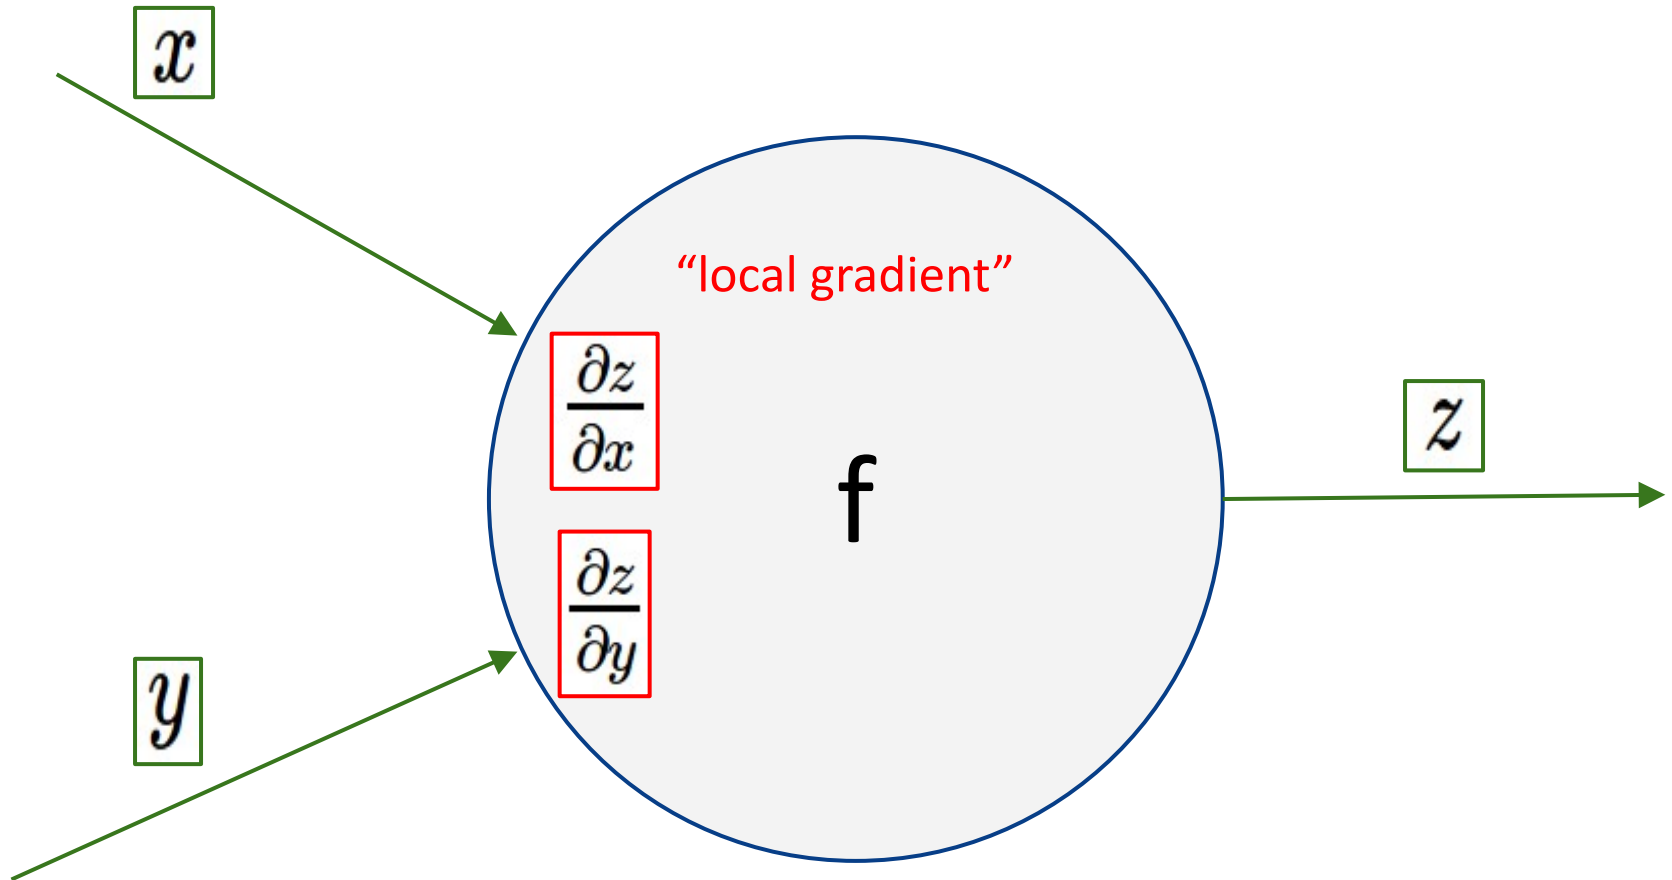 x
“local gradient”
∂z
∂x
f
z
∂z
∂y
y